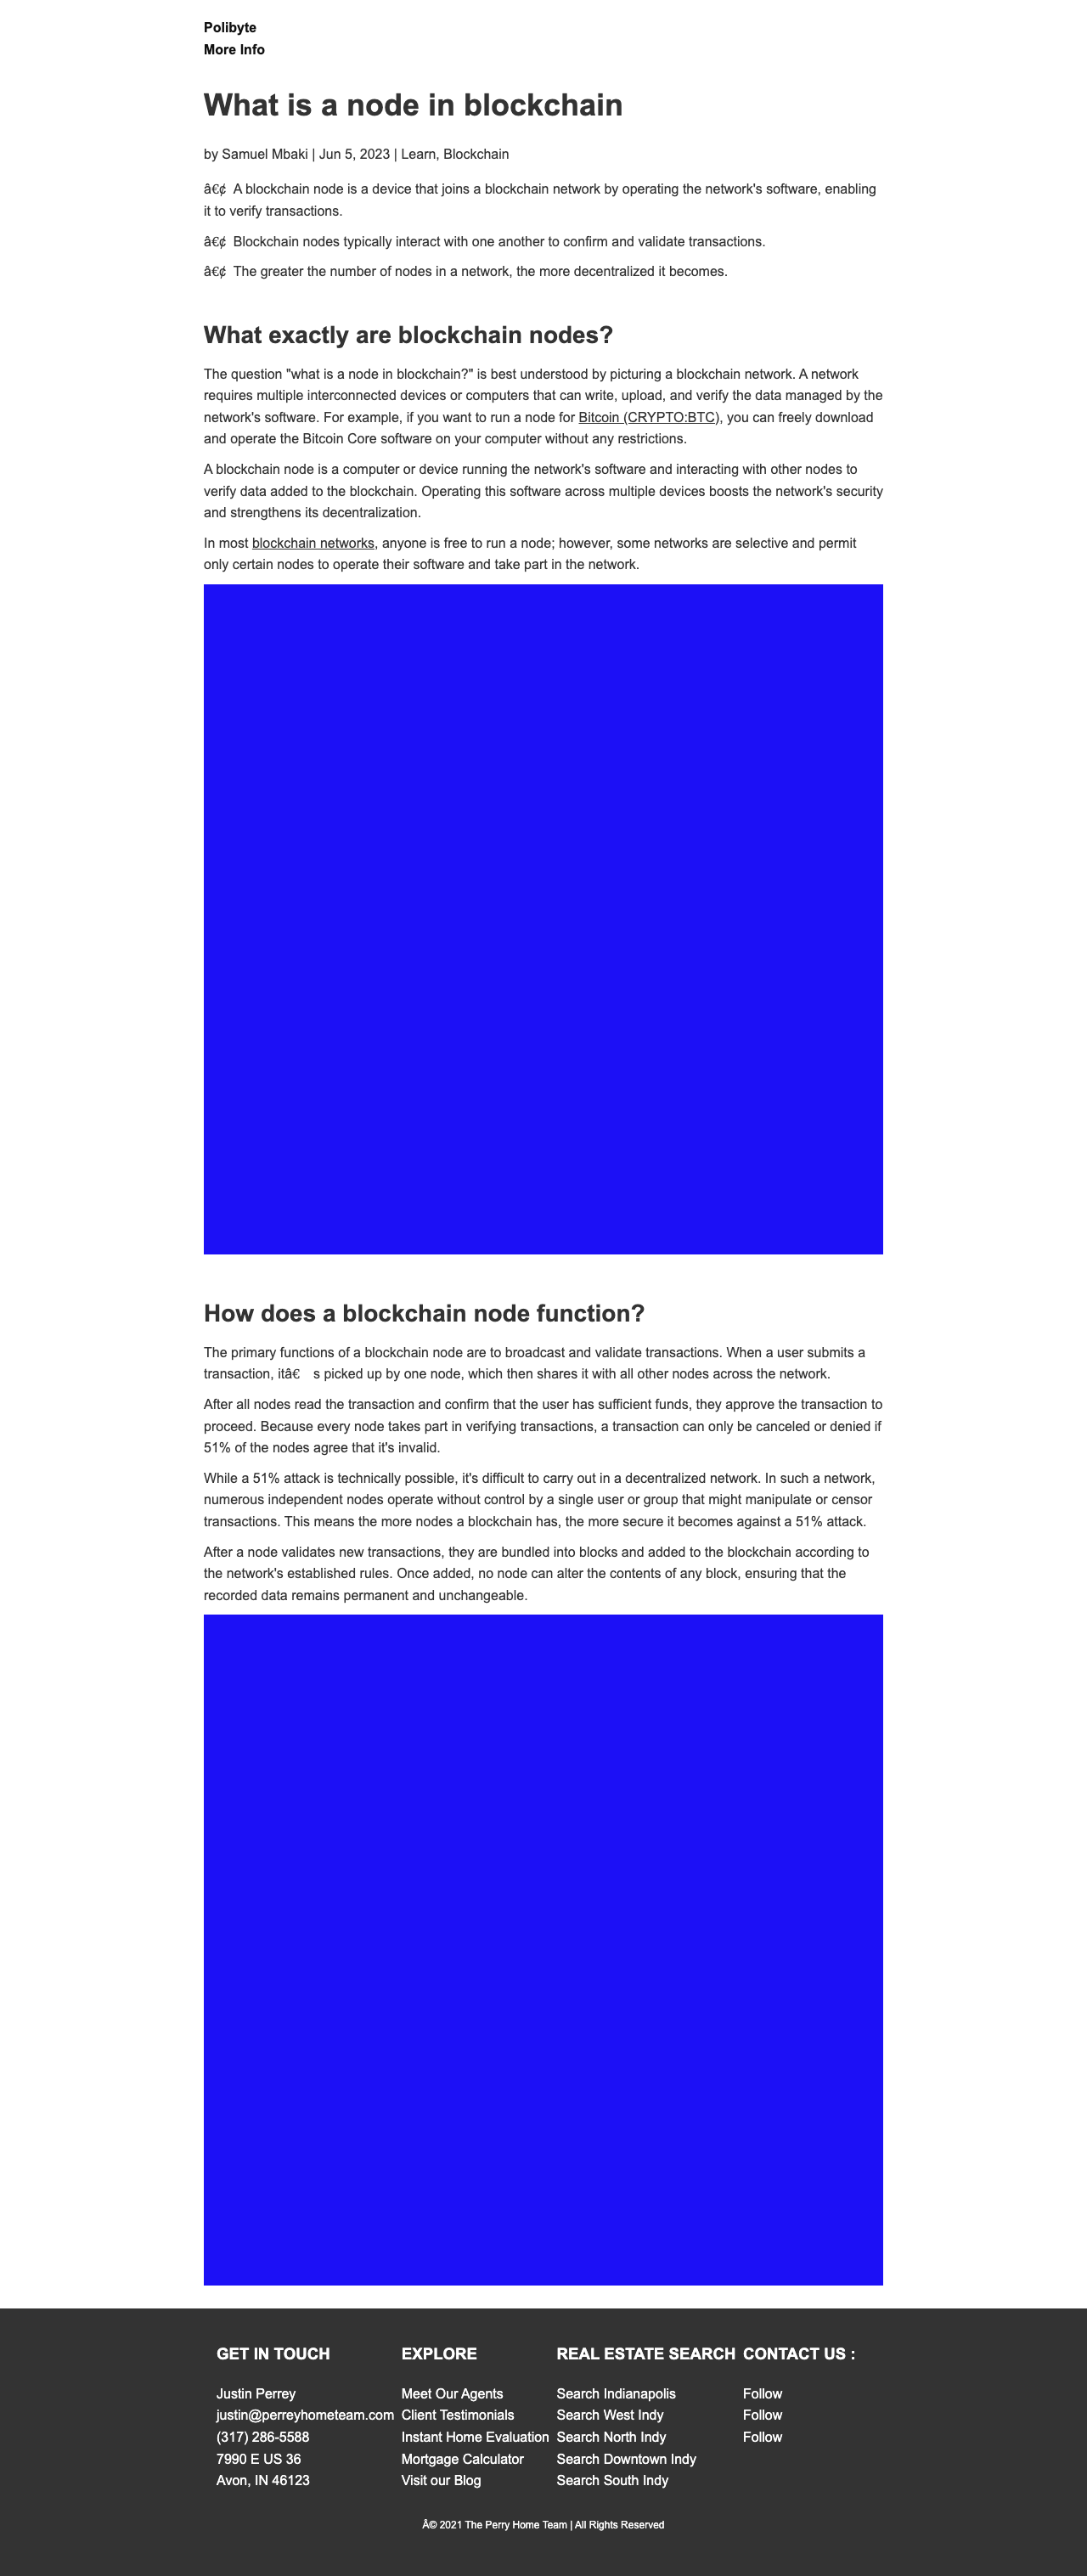 Polibyte
More Info
What is a node in blockchain
by Samuel Mbaki | Jun 5, 2023 | Learn, Blockchain
â€¢ A blockchain node is a device that joins a blockchain network by operating the network's software, enabling
it to verify transactions.
â€¢ Blockchain nodes typically interact with one another to confirm and validate transactions.
â€¢ The greater the number of nodes in a network, the more decentralized it becomes.
What exactly are blockchain nodes?
The question "what is a node in blockchain?" is best understood by picturing a blockchain network. A network
requires multiple interconnected devices or computers that can write, upload, and verify the data managed by the
network's software. For example, if you want to run a node for Bitcoin (CRYPTO:BTC), you can freely download
and operate the Bitcoin Core software on your computer without any restrictions.
A blockchain node is a computer or device running the network's software and interacting with other nodes to
verify data added to the blockchain. Operating this software across multiple devices boosts the network's security
and strengthens its decentralization.
In most blockchain networks, anyone is free to run a node; however, some networks are selective and permit
only certain nodes to operate their software and take part in the network.
How does a blockchain node function?
The primary functions of a blockchain node are to broadcast and validate transactions. When a user submits a
transaction, itâ€ s picked up by one node, which then shares it with all other nodes across the network.
After all nodes read the transaction and confirm that the user has sufficient funds, they approve the transaction to
proceed. Because every node takes part in verifying transactions, a transaction can only be canceled or denied if
51% of the nodes agree that it's invalid.
While a 51% attack is technically possible, it's difficult to carry out in a decentralized network. In such a network,
numerous independent nodes operate without control by a single user or group that might manipulate or censor
transactions. This means the more nodes a blockchain has, the more secure it becomes against a 51% attack.
After a node validates new transactions, they are bundled into blocks and added to the blockchain according to
the network's established rules. Once added, no node can alter the contents of any block, ensuring that the
recorded data remains permanent and unchangeable.
GET IN TOUCH
Justin Perrey
justin@perreyhometeam.com
(317) 286-5588
7990 E US 36
Avon, IN 46123
EXPLORE
Meet Our Agents
Client Testimonials
Instant Home Evaluation
Mortgage Calculator
Visit our Blog
REAL ESTATE SEARCH
Search Indianapolis
Search West Indy
Search North Indy
Search Downtown Indy
Search South Indy
CONTACT US :
Follow
Follow
Follow
Â© 2021 The Perry Home Team | All Rights Reserved